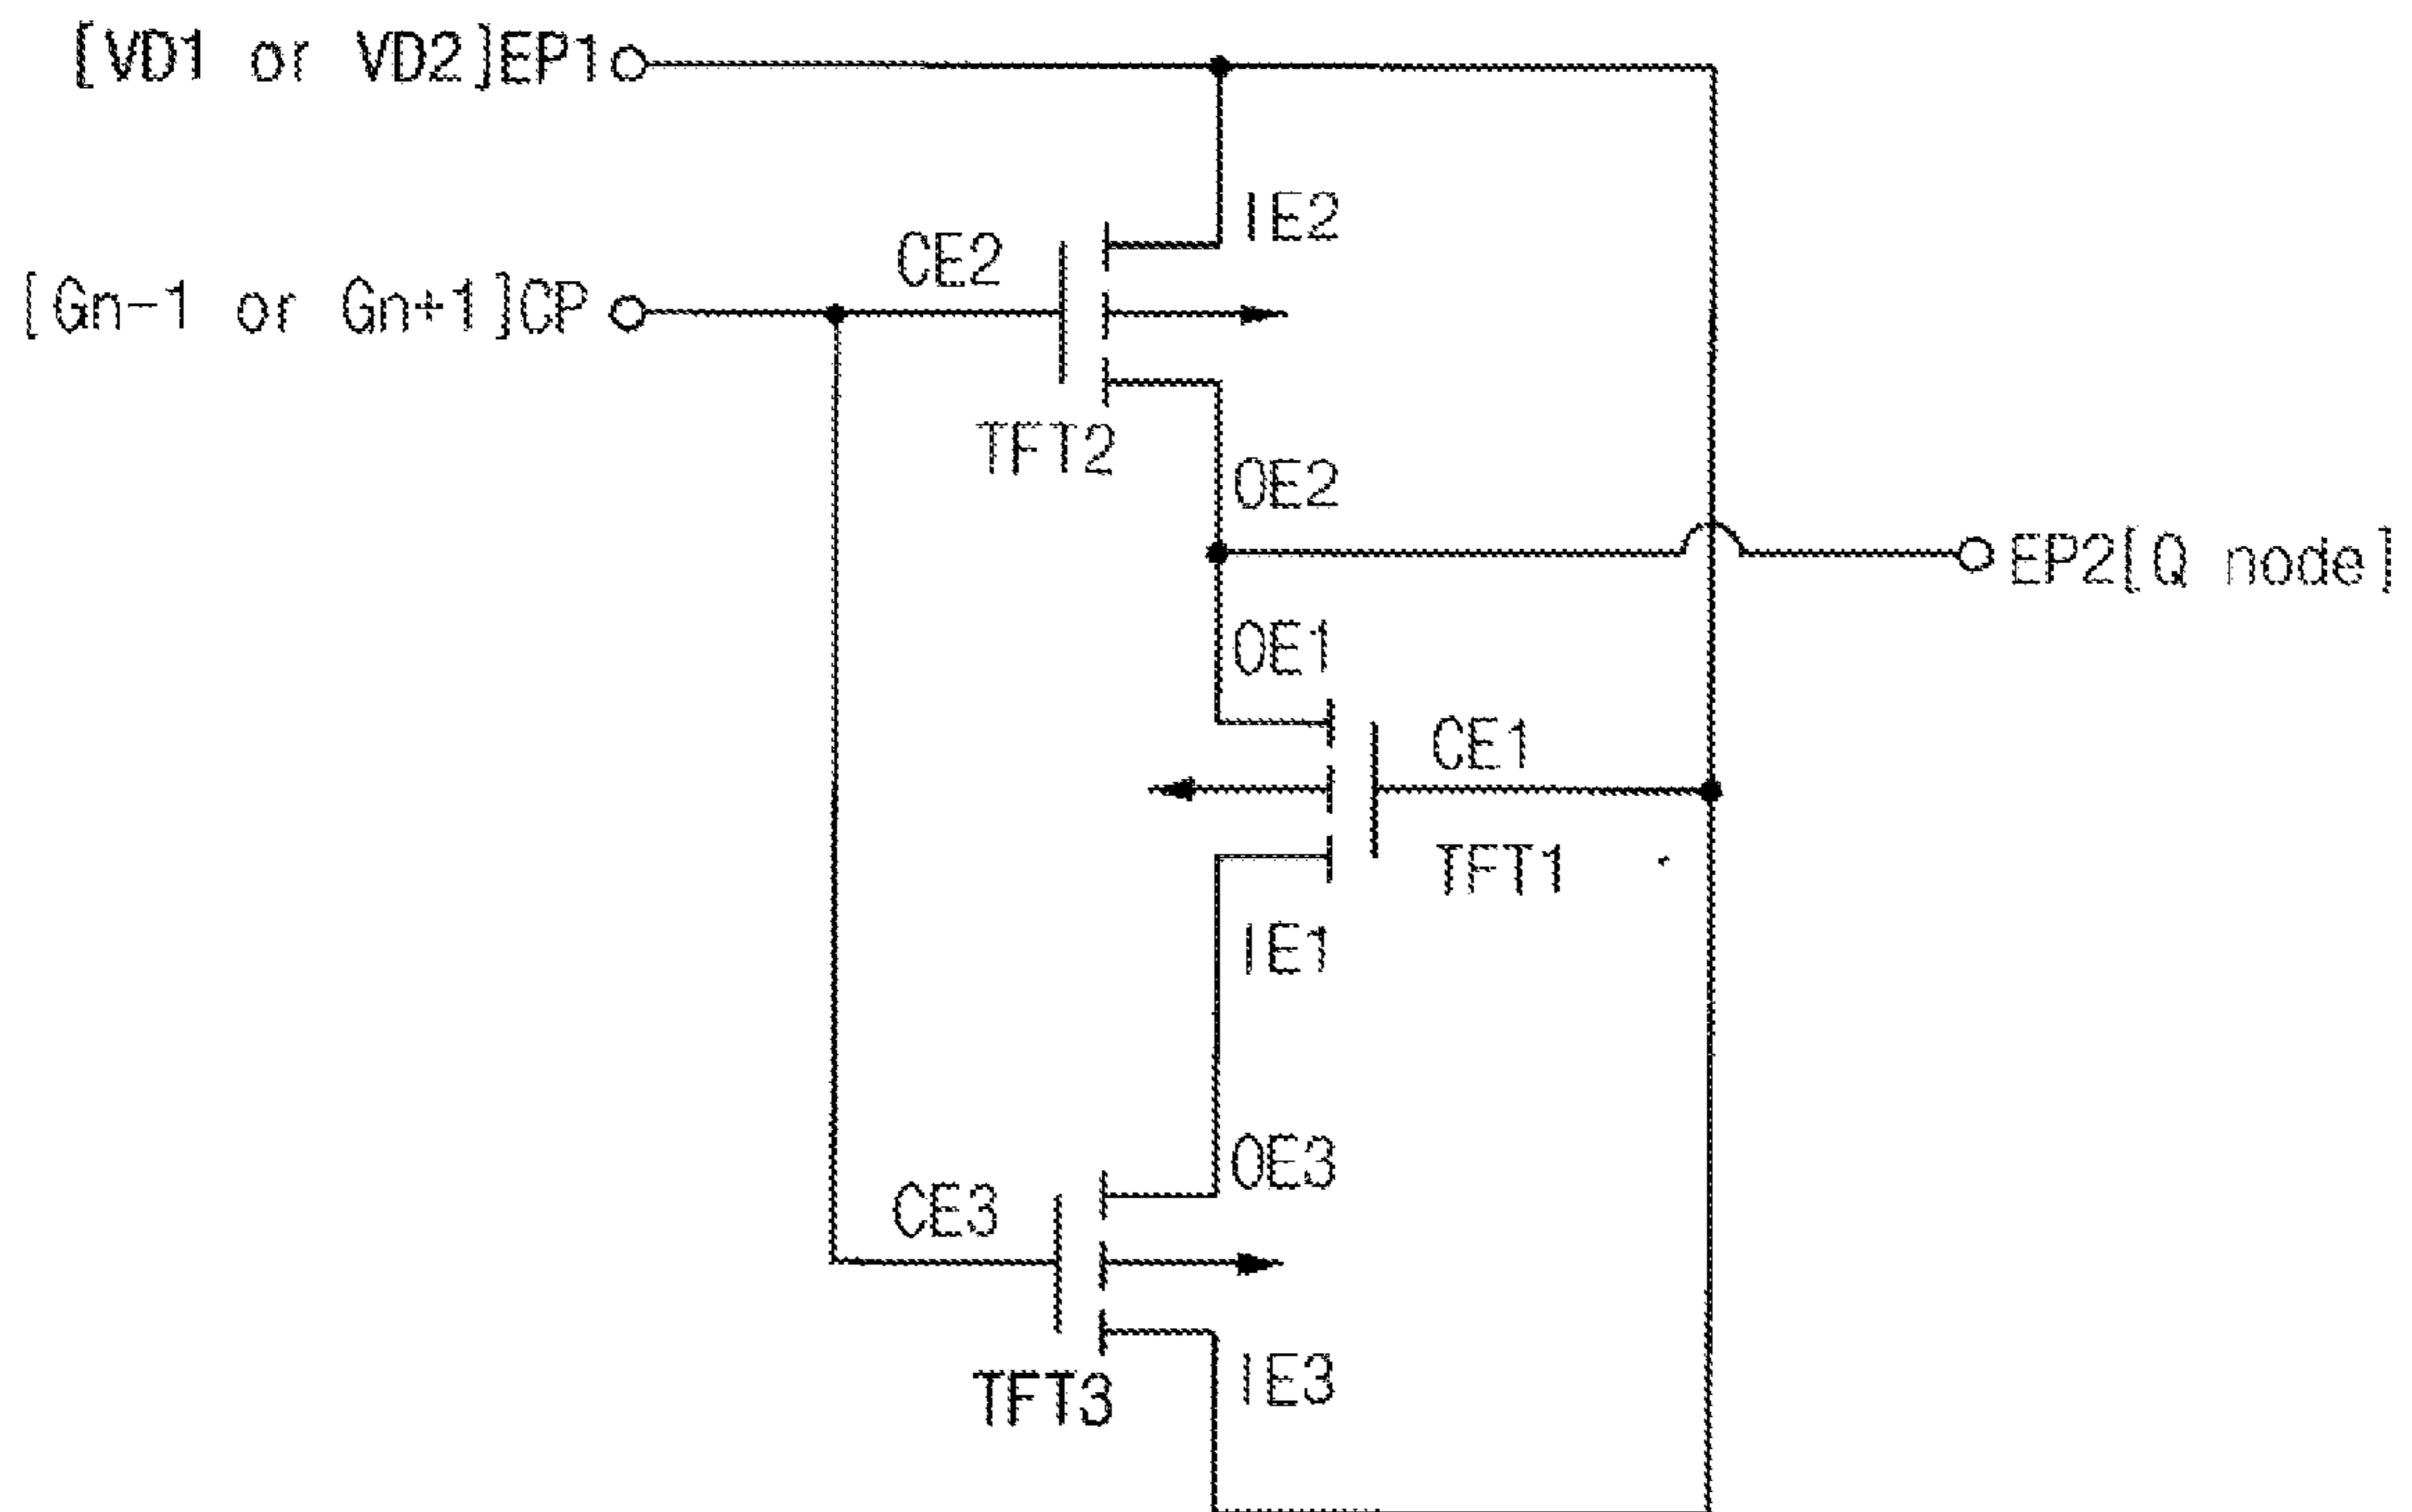 [VD1 or VD2]EP1
IE2
CE2
[Gn-1 or Gn+1]CP
TFT2
OE2
EP2[Q node]
OE1
CE1
TFT1
IE1
OE3
CE3
IE3
TFT3